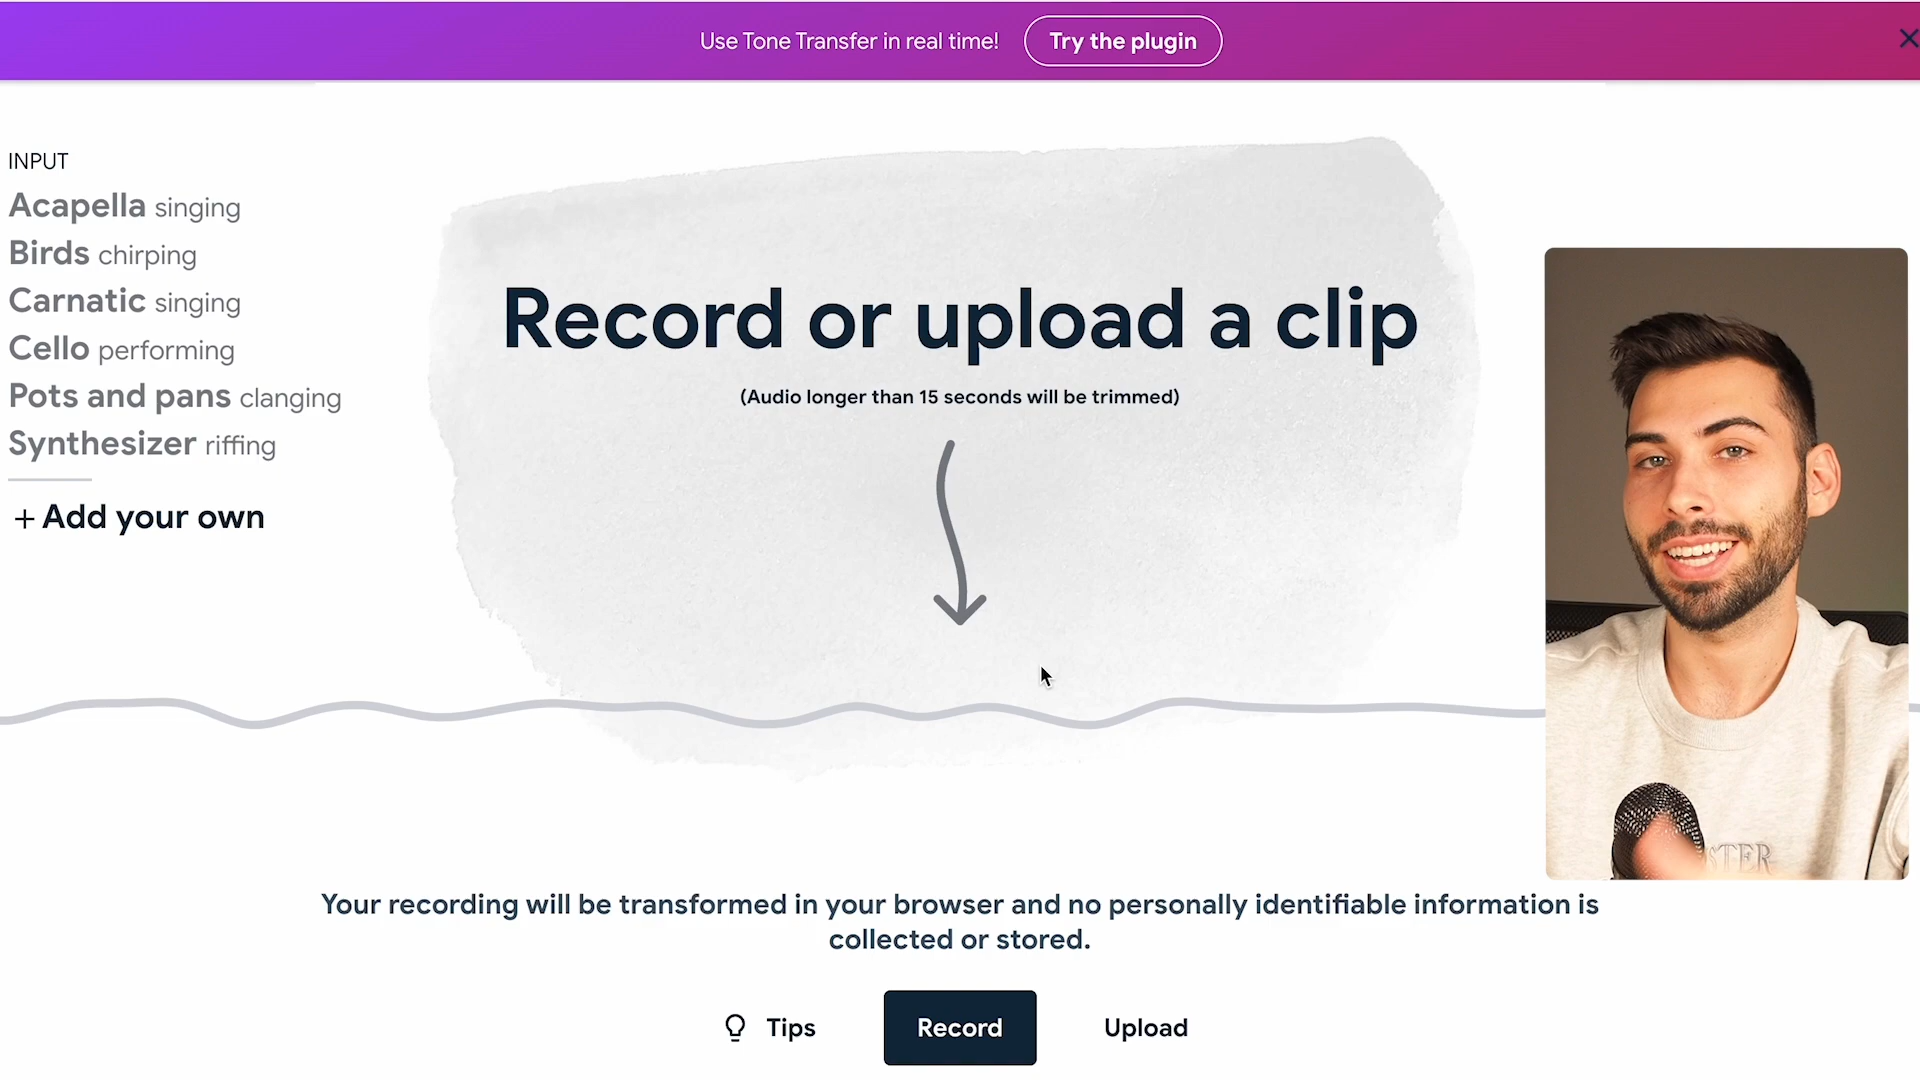 Use Tone Transfer in real time!
Try the plugin
INPUT
Acapella singing
Birds chirping
Carnatic singing
Cello performing
Pots and pans clanging
Synthesizer riffing
+ Add your own
Record or upload a clip
(Audio longer than 15 seconds will be trimmed)
Your recording will be transformed in your browser and no personally identifiable information is
collected or stored.
Tips
Record
Upload